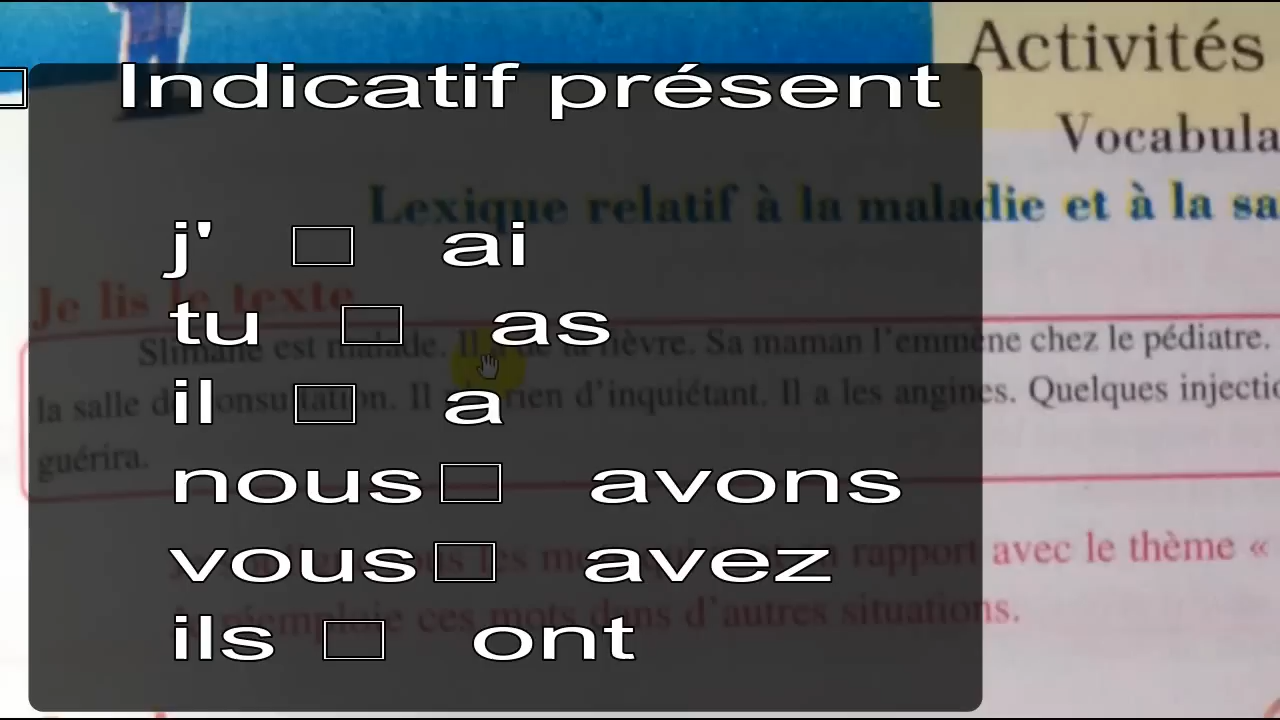 Activités
Indicatif présent
Vocabula
Lexique relatif à la maladie et à la sa
j' □ ai
Je lis le texte
tu □ as
Slimane est malade. Il a de la fièvre. Sa maman l'emmène chez le pédiatre.
il □ a
la salle de consultation. Il n'a rien d'inquiétant. Il a les angines. Quelques injectio
guérira.
nous □ avons
vous □ avez
les mots en rapport avec le thème «
ils □ ont
ces mots dans d'autres situations.